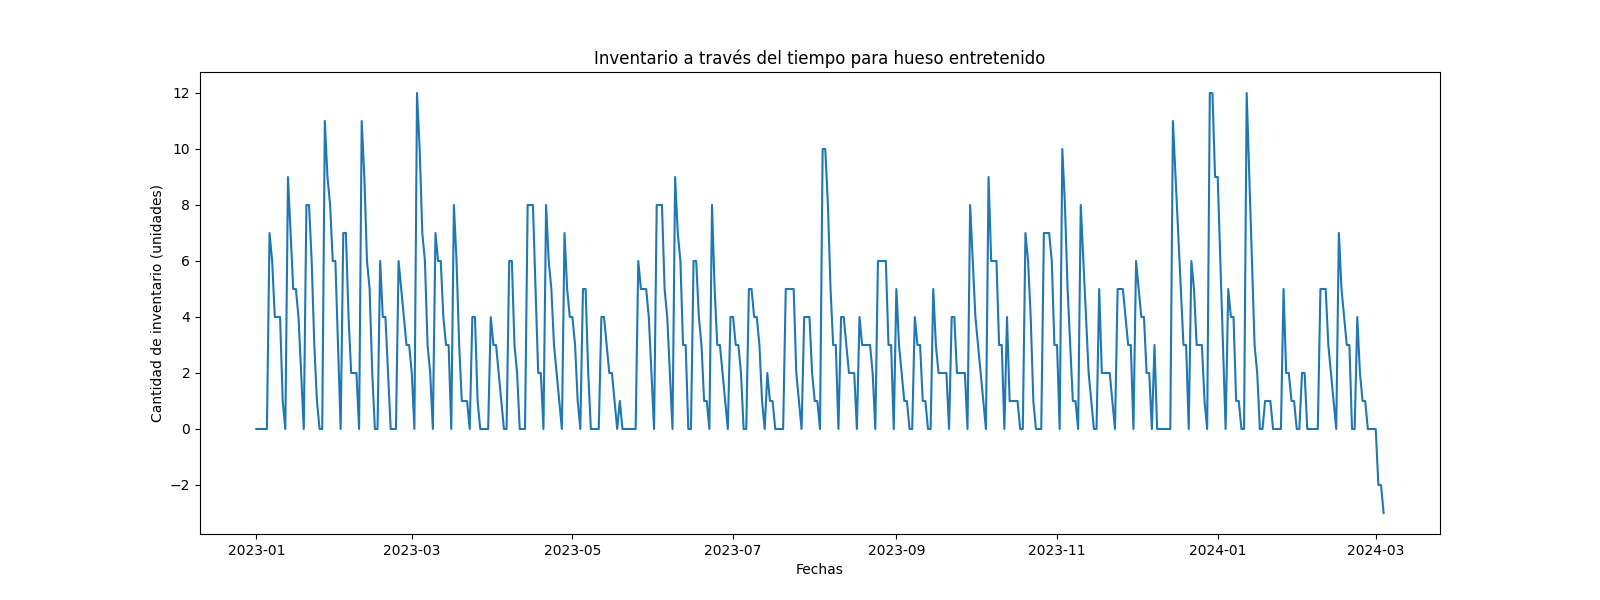 Inventario a través del tiempo para hueso entretenido
Cantidad de inventario (unidades)
12
10
8
6
4
2
0
−2
2023-01 2023-03 2023-05 2023-07 2023-09 2023-11 2024-01 2024-03
Fechas